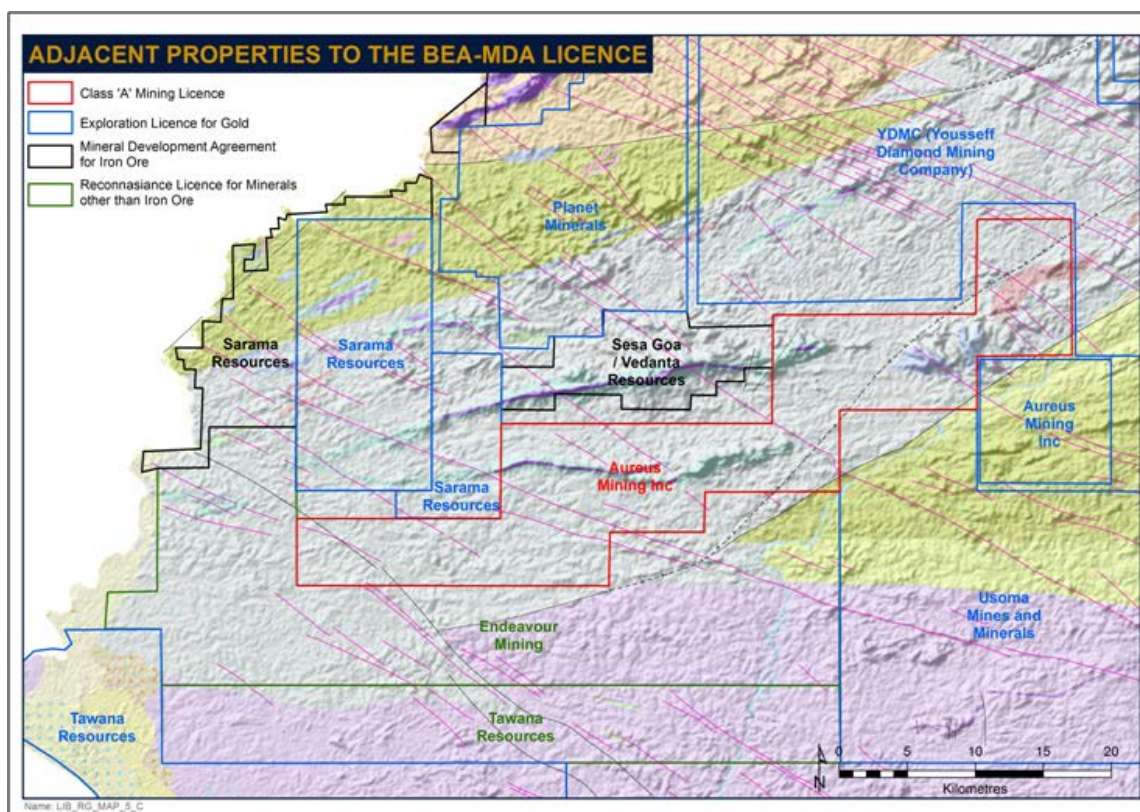 ADJACENT PROPERTIES TO THE BEA-MDA LICENCE
Class 'A' Mining Licence
Exploration Licence for Gold
Mineral Development Agreement
for Iron Ore
Reconnasiance Licence for Minerals
other than Iron Ore
YDMC (Yousseff
Diamond Mining
Company)
Planet
Minerals
Sarama
Resources
Sarama
Resources
Sesa Goa
/ Vedanta
Resources
Aureus
Mining
Inc
Aureus
Mining Inc
Sarama
Resources
Usoma
Mines and
Minerals
Endeavour
Mining
Tawana
Resources
Tawana
Resources
N
0 5 10 15 20
Kilometres
Name: LIB_RG_MAP_5_C